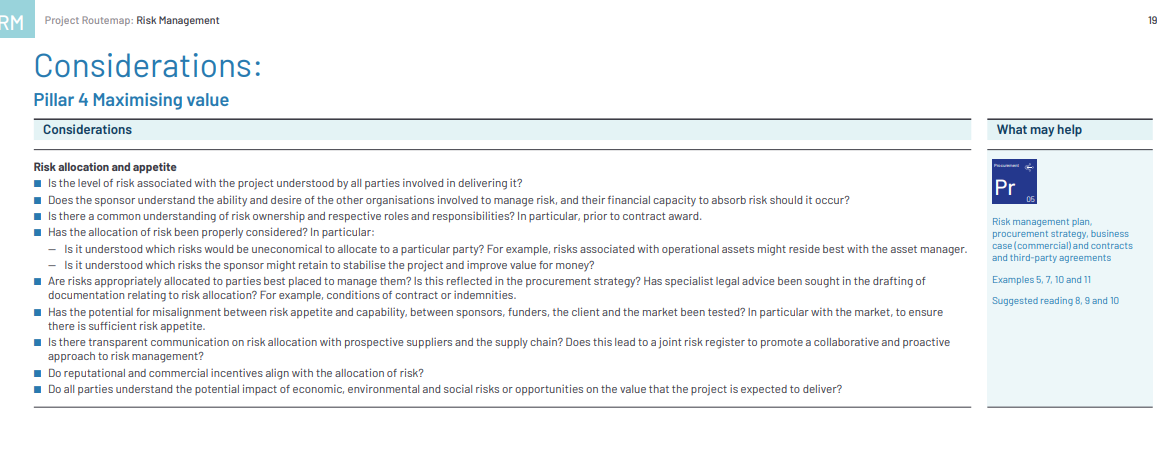 RM
Project Routemap: Risk Management
19
Considerations:
Pillar 4 Maximising value
Considerations
Risk allocation and appetite
■ Is the level of risk associated with the project understood by all parties involved in delivering it?
■ Does the sponsor understand the ability and desire of the other organisations involved to manage risk, and their financial capacity to absorb risk should it occur?
■ Is there a common understanding of risk ownership and respective roles and responsibilities? In particular, prior to contract award.
■ Has the allocation of risk been properly considered? In particular:
— Is it understood which risks would be uneconomical to allocate to a particular party? For example, risks associated with operational assets might reside best with the asset manager.
— Is it understood which risks the sponsor might retain to stabilise the project and improve value for money?
■ Are risks appropriately allocated to parties best placed to manage them? Is this reflected in the procurement strategy? Has specialist legal advice been sought in the drafting of
documentation relating to risk allocation? For example, conditions of contract or indemnities.
■ Has the potential for misalignment between risk appetite and capability, between sponsors, funders, the client and the market been tested? In particular with the market, to ensure
there is sufficient risk appetite.
■ Is there transparent communication on risk allocation with prospective suppliers and the supply chain? Does this lead to a joint risk register to promote a collaborative and proactive
approach to risk management?
■ Do reputational and commercial incentives align with the allocation of risk?
■ Do all parties understand the potential impact of economic, environmental and social risks or opportunities on the value that the project is expected to deliver?
What may help
Procurement
Pr
05
Risk management plan,
procurement strategy, business
case (commercial) and contracts
and third-party agreements
Examples 5, 7, 10 and 11
Suggested reading 8, 9 and 10